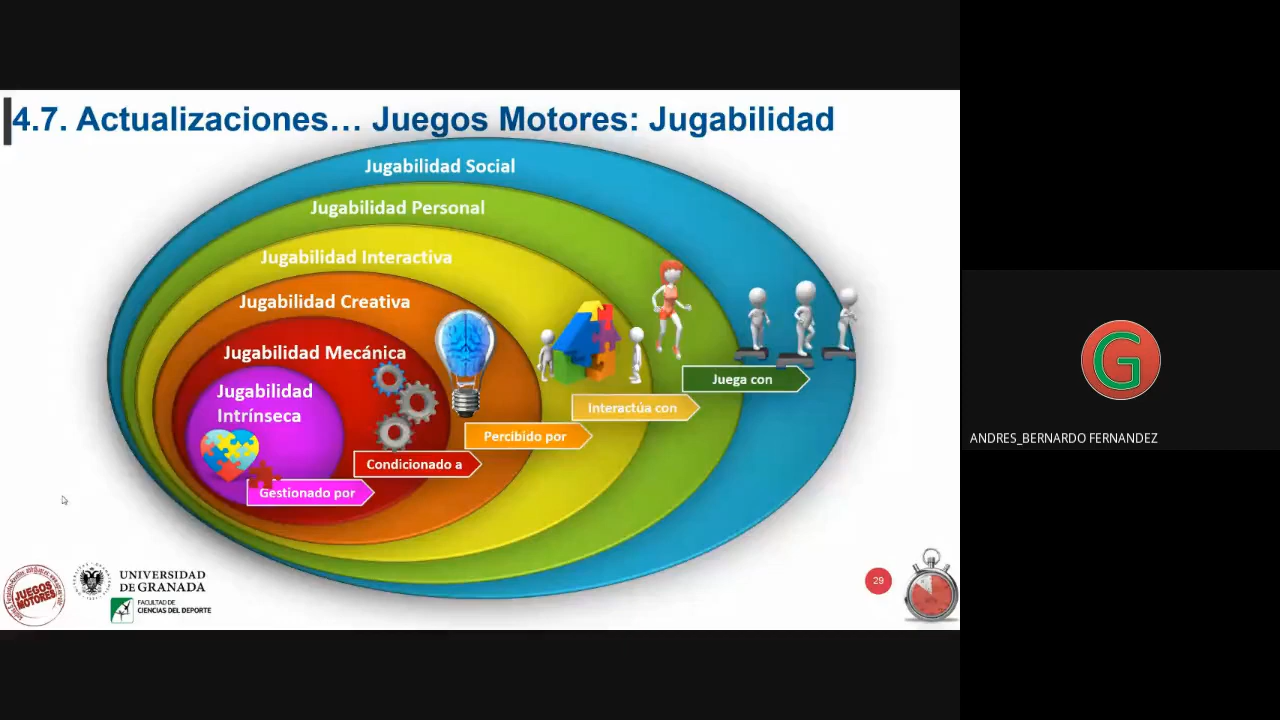 4.7. Actualizaciones… Juegos Motores: Jugabilidad
Jugabilidad Social
Jugabilidad Personal
Jugabilidad Interactiva
Jugabilidad Creativa
Jugabilidad Mecánica
Jugabilidad
Intrínseca
Juega con
Interactúa con
Percibido por
Condicionado a
Gestionado por
JUEGOS
MOTORES
UNIVERSIDAD
DE GRANADA
FACULTAD DE
CIENCIAS DEL DEPORTE
29
G
ANDRES_BERNARDO FERNANDEZ